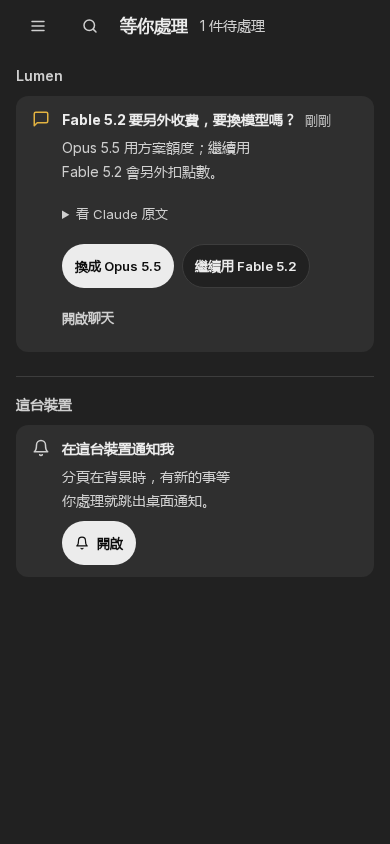 等你處理 1 件待處理
Lumen
Fable 5.2 要另外收費，要換模型嗎？ 剛剛
Opus 5.5 用方案額度；繼續用
Fable 5.2 會另外扣點數。
看 Claude 原文
換成 Opus 5.5 繼續用 Fable 5.2
開啟聊天
這台裝置
在這台裝置通知我
分頁在背景時，有新的事等
你處理就跳出桌面通知。
開啟